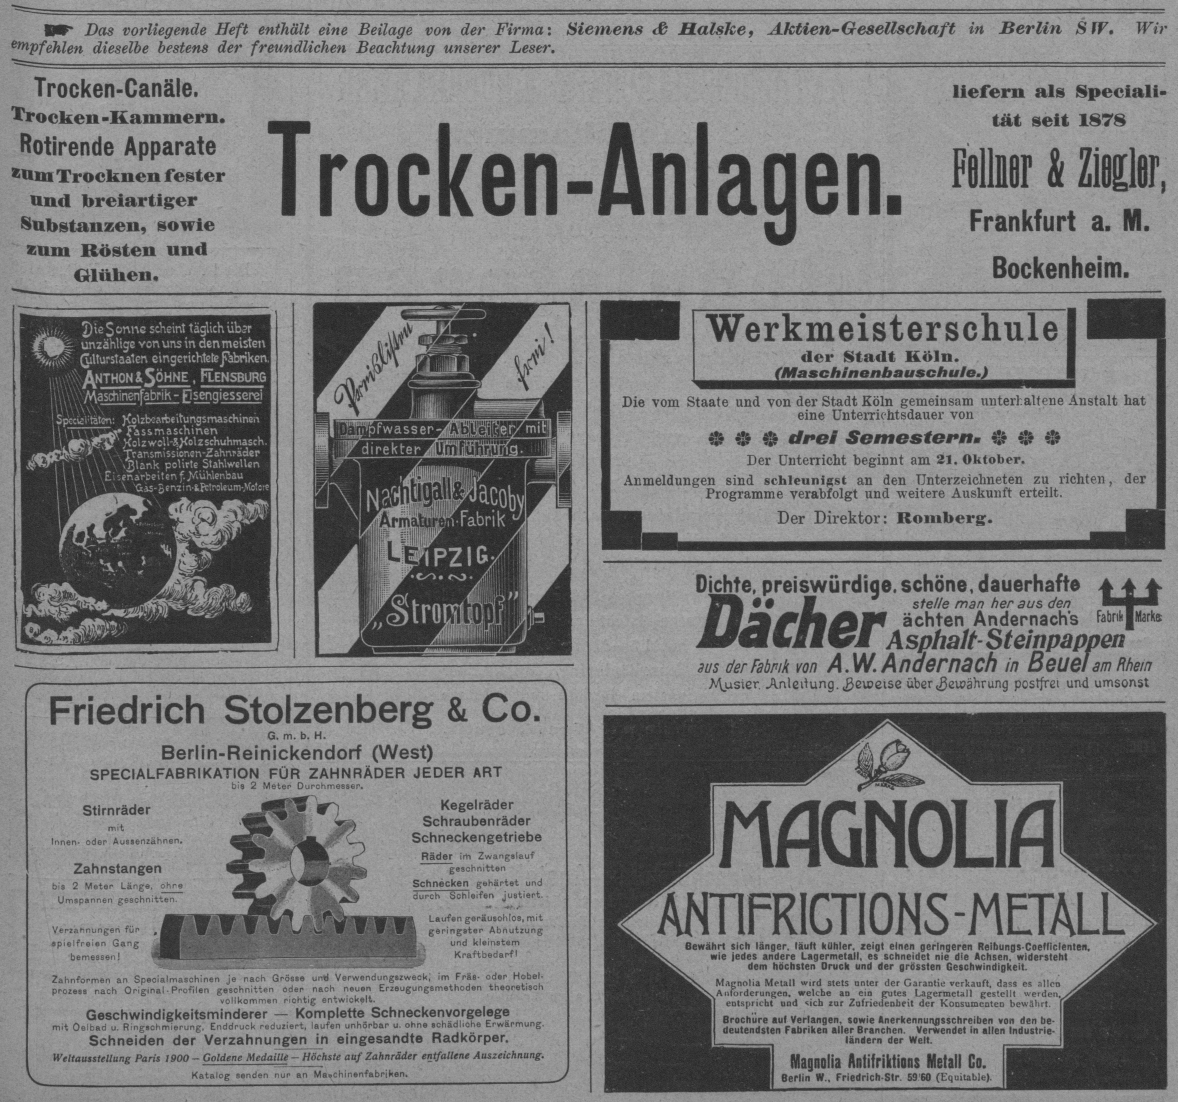 Das vorliegende Heft enthält eine Beilage von der Firma: Siemens & Halske, Aktien-Gesellschaft in Berlin SW. Wir
empfehlen dieselbe bestens der freundlichen Beachtung unserer Leser.
Trocken-Canäle.
Trocken-Kammern.
Rotirende Apparate
zum Trocknen fester
und breiartiger
Substanzen, sowie
zum Rösten und
Glühen.
Trocken-Anlagen.
liefern als Speciali-
tät seit 1878
Fellner & Ziegler,
Frankfurt a. M.
Bockenheim.
Die Sonne scheint täglich über
unzählige von uns in den meisten
Culturstaaten eingerichtete Fabriken.
ANTHON & SÖHNE, FLENSBURG
Maschinenfabrik - Eisengiesserei
Specialitäten: Holzbearbeitungsmaschinen
Fassmaschinen
Holzwoll- & Holzschuhmasch.
Transmissionen-Zahnräder
Blank polirte Stahlwellen
Eisenarbeiten f. Mühlenbau
Gas-Benzin- & Petroleum-Motore
Preislisten
frei!
Dampfwasser-Ableiter mit
direkter Umführung.
Nachtigall & Jacoby
Armaturen-Fabrik
LEIPZIG.
„Stromtopf"
Werkmeisterschule
der Stadt Köln.
(Maschinenbauschule.)
Die vom Staate und von der Stadt Köln gemeinsam unterhaltene Anstalt hat
eine Unterrichtsdauer von
drei Semestern.
Der Unterricht beginnt am 21. Oktober.
Anmeldungen sind schleunigst an den Unterzeichneten zu richten, der
Programme verabfolgt und weitere Auskunft erteilt.
Der Direktor: Romberg.
Dichte, preiswürdige, schöne, dauerhafte
Dächer
stelle man her aus den
ächten Andernach's
Asphalt-Steinpappen
Fabrik Marke
aus der Fabrik von A.W. Andernach in Beuel am Rhein
Muster, Anleitung, Beweise über Bewährung postfrei und umsonst
Friedrich Stolzenberg & Co.
G. m. b. H.
Berlin-Reinickendorf (West)
SPECIALFABRIKATION FÜR ZAHNRÄDER JEDER ART
bis 2 Meter Durchmesser.
Stirnräder
mit
Innen- oder Aussenzähnen.
Zahnstangen
bis 2 Meter Länge, ohne
Umspannen geschnitten.
Verzahnungen für
spielfreien Gang
bemessen!
Kegelräder
Schraubenräder
Schneckengetriebe
Räder im Zwangslauf
geschnitten
Schnecken gehärtet und
durch Schleifen justiert.
Laufen geräuschlos, mit
geringster Abnutzung
und kleinstem
Kraftbedarf!
Zahnformen an Specialmaschinen je nach Grösse und Verwendungszweck, im Fräs- oder Hobel-
prozess nach Original-Profilen geschnitten oder nach neuen Erzeugungsmethoden theoretisch
vollkommen richtig entwickelt.
Geschwindigkeitsminderer — Komplette Schneckenvorgelege
mit Oelbad u. Ringschmierung, Enddruck reduziert, laufen unhörbar u. ohne schädliche Erwärmung.
Schneiden der Verzahnungen in eingesandte Radkörper.
Weltausstellung Paris 1900 — Goldene Medaille — Höchste auf Zahnräder entfallene Auszeichnung.
Katalog senden nur an Maschinenfabriken.
MAGNOLIA
ANTIFRICTIONS-METALL
Bewährt sich länger, läuft kühler, zeigt einen geringeren Reibungs-Coefficienten,
wie jedes andere Lagermetall, es schneidet nie die Achsen, widersteht
dem höchsten Druck und der grössten Geschwindigkeit.
Magnolia Metall wird stets unter der Garantie verkauft, dass es allen
Anforderungen, welche an ein gutes Lagermetall gestellt werden,
entspricht und sich zur Zufriedenheit der Konsumenten bewährt.
Brochüre auf Verlangen, sowie Anerkennungsschreiben von den be-
deutendsten Fabriken aller Branchen. Verwendet in allen Industrie-
ländern der Welt.
Magnolia Antifriktions Metall Co.
Berlin W., Friedrich-Str. 59/60 (Equitable).